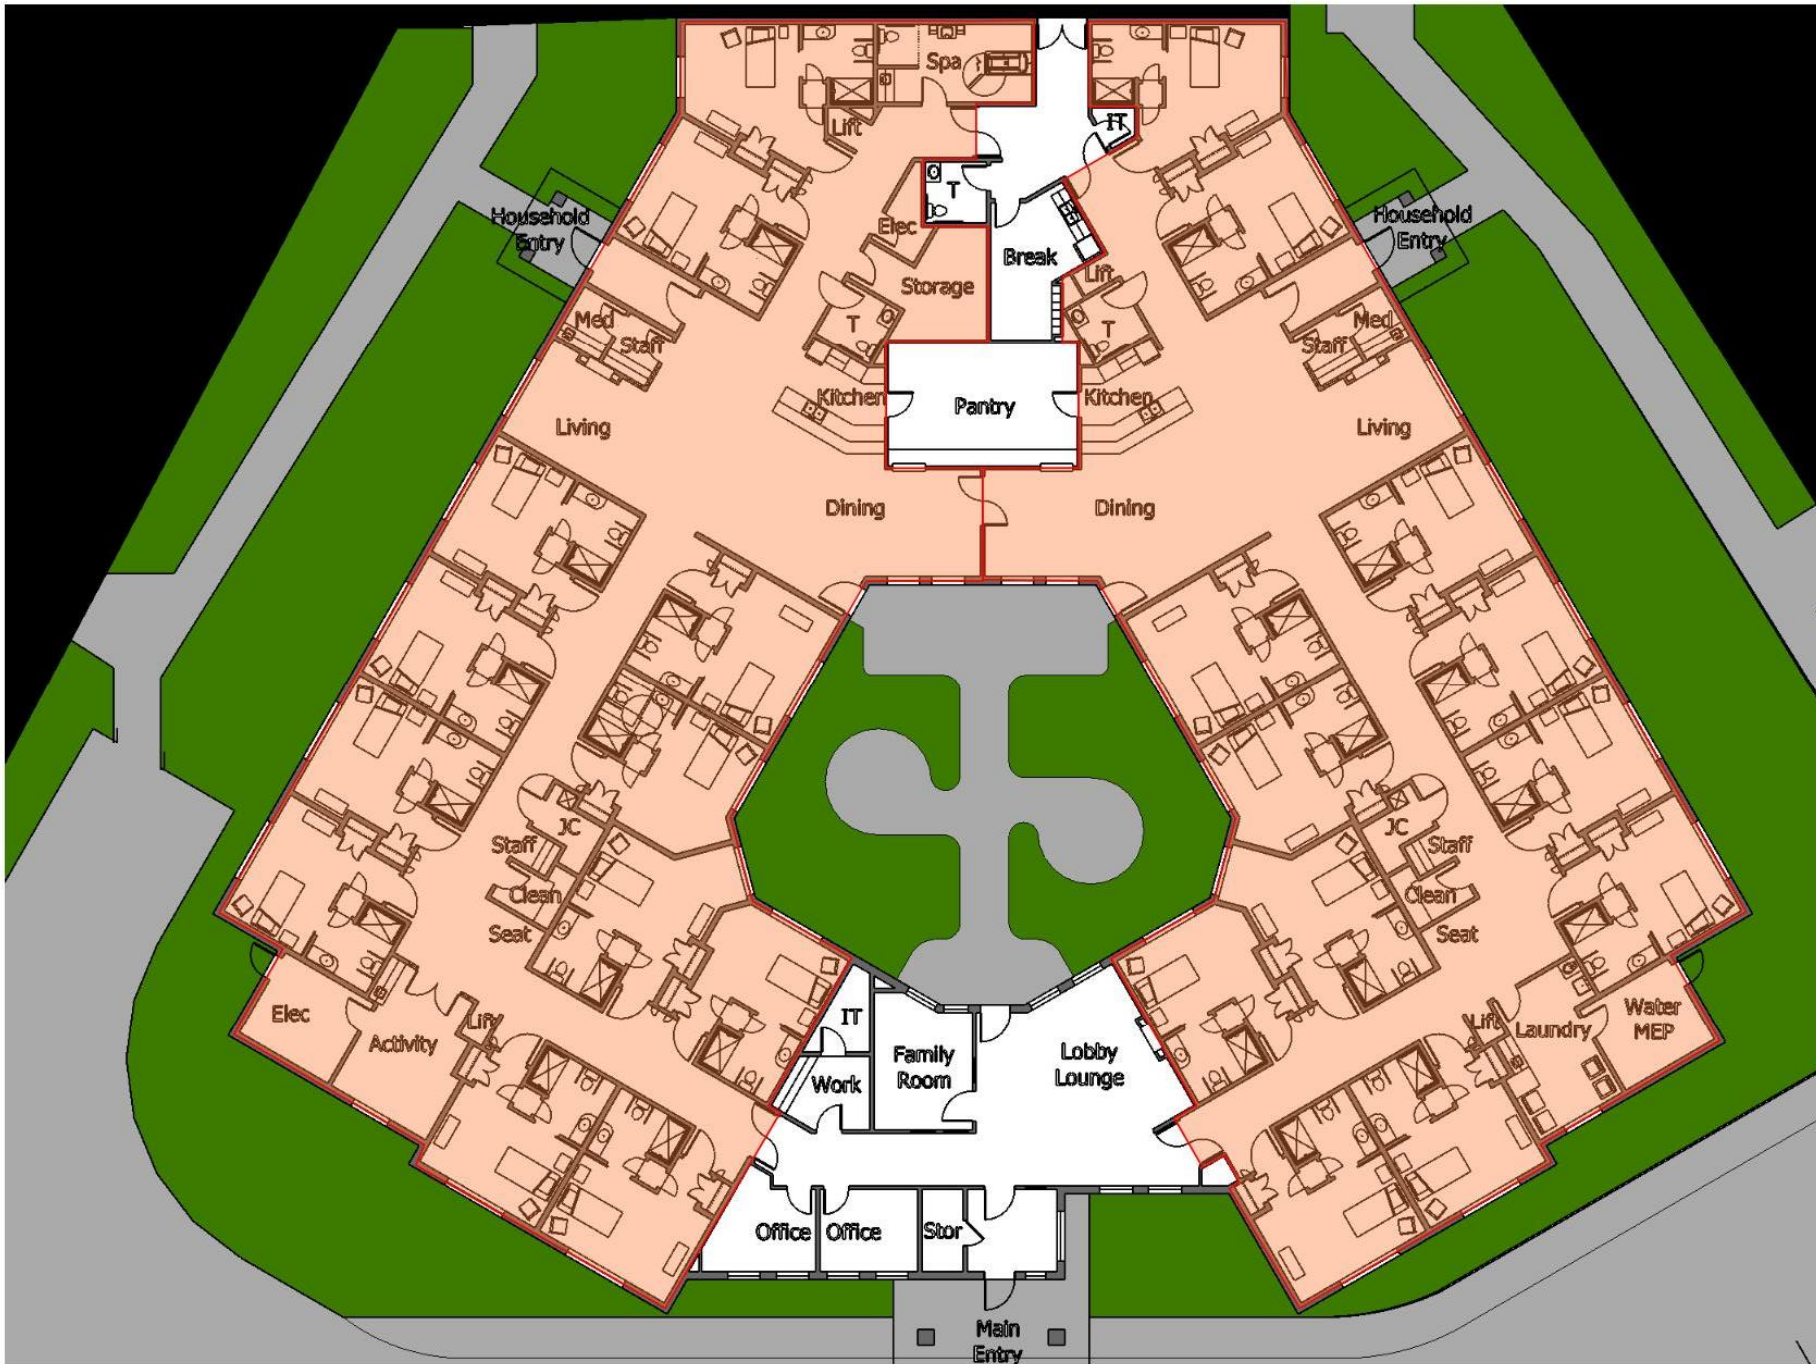 Spa
Lift
IT
T
Household
Entry
Elec
Household
Entry
Break
Lift
Storage
Med
Staff
T
T
Med
Staff
Kitchen
Pantry
Kitchen
Living
Living
Dining
Dining
JC
Staff
Clean
Seat
JC
Staff
Clean
Seat
Elec
Activity
Lift
IT
Work
Family
Room
Lobby
Lounge
Lift
Laundry
Water
MEP
Office
Office
Stor
Main
Entry